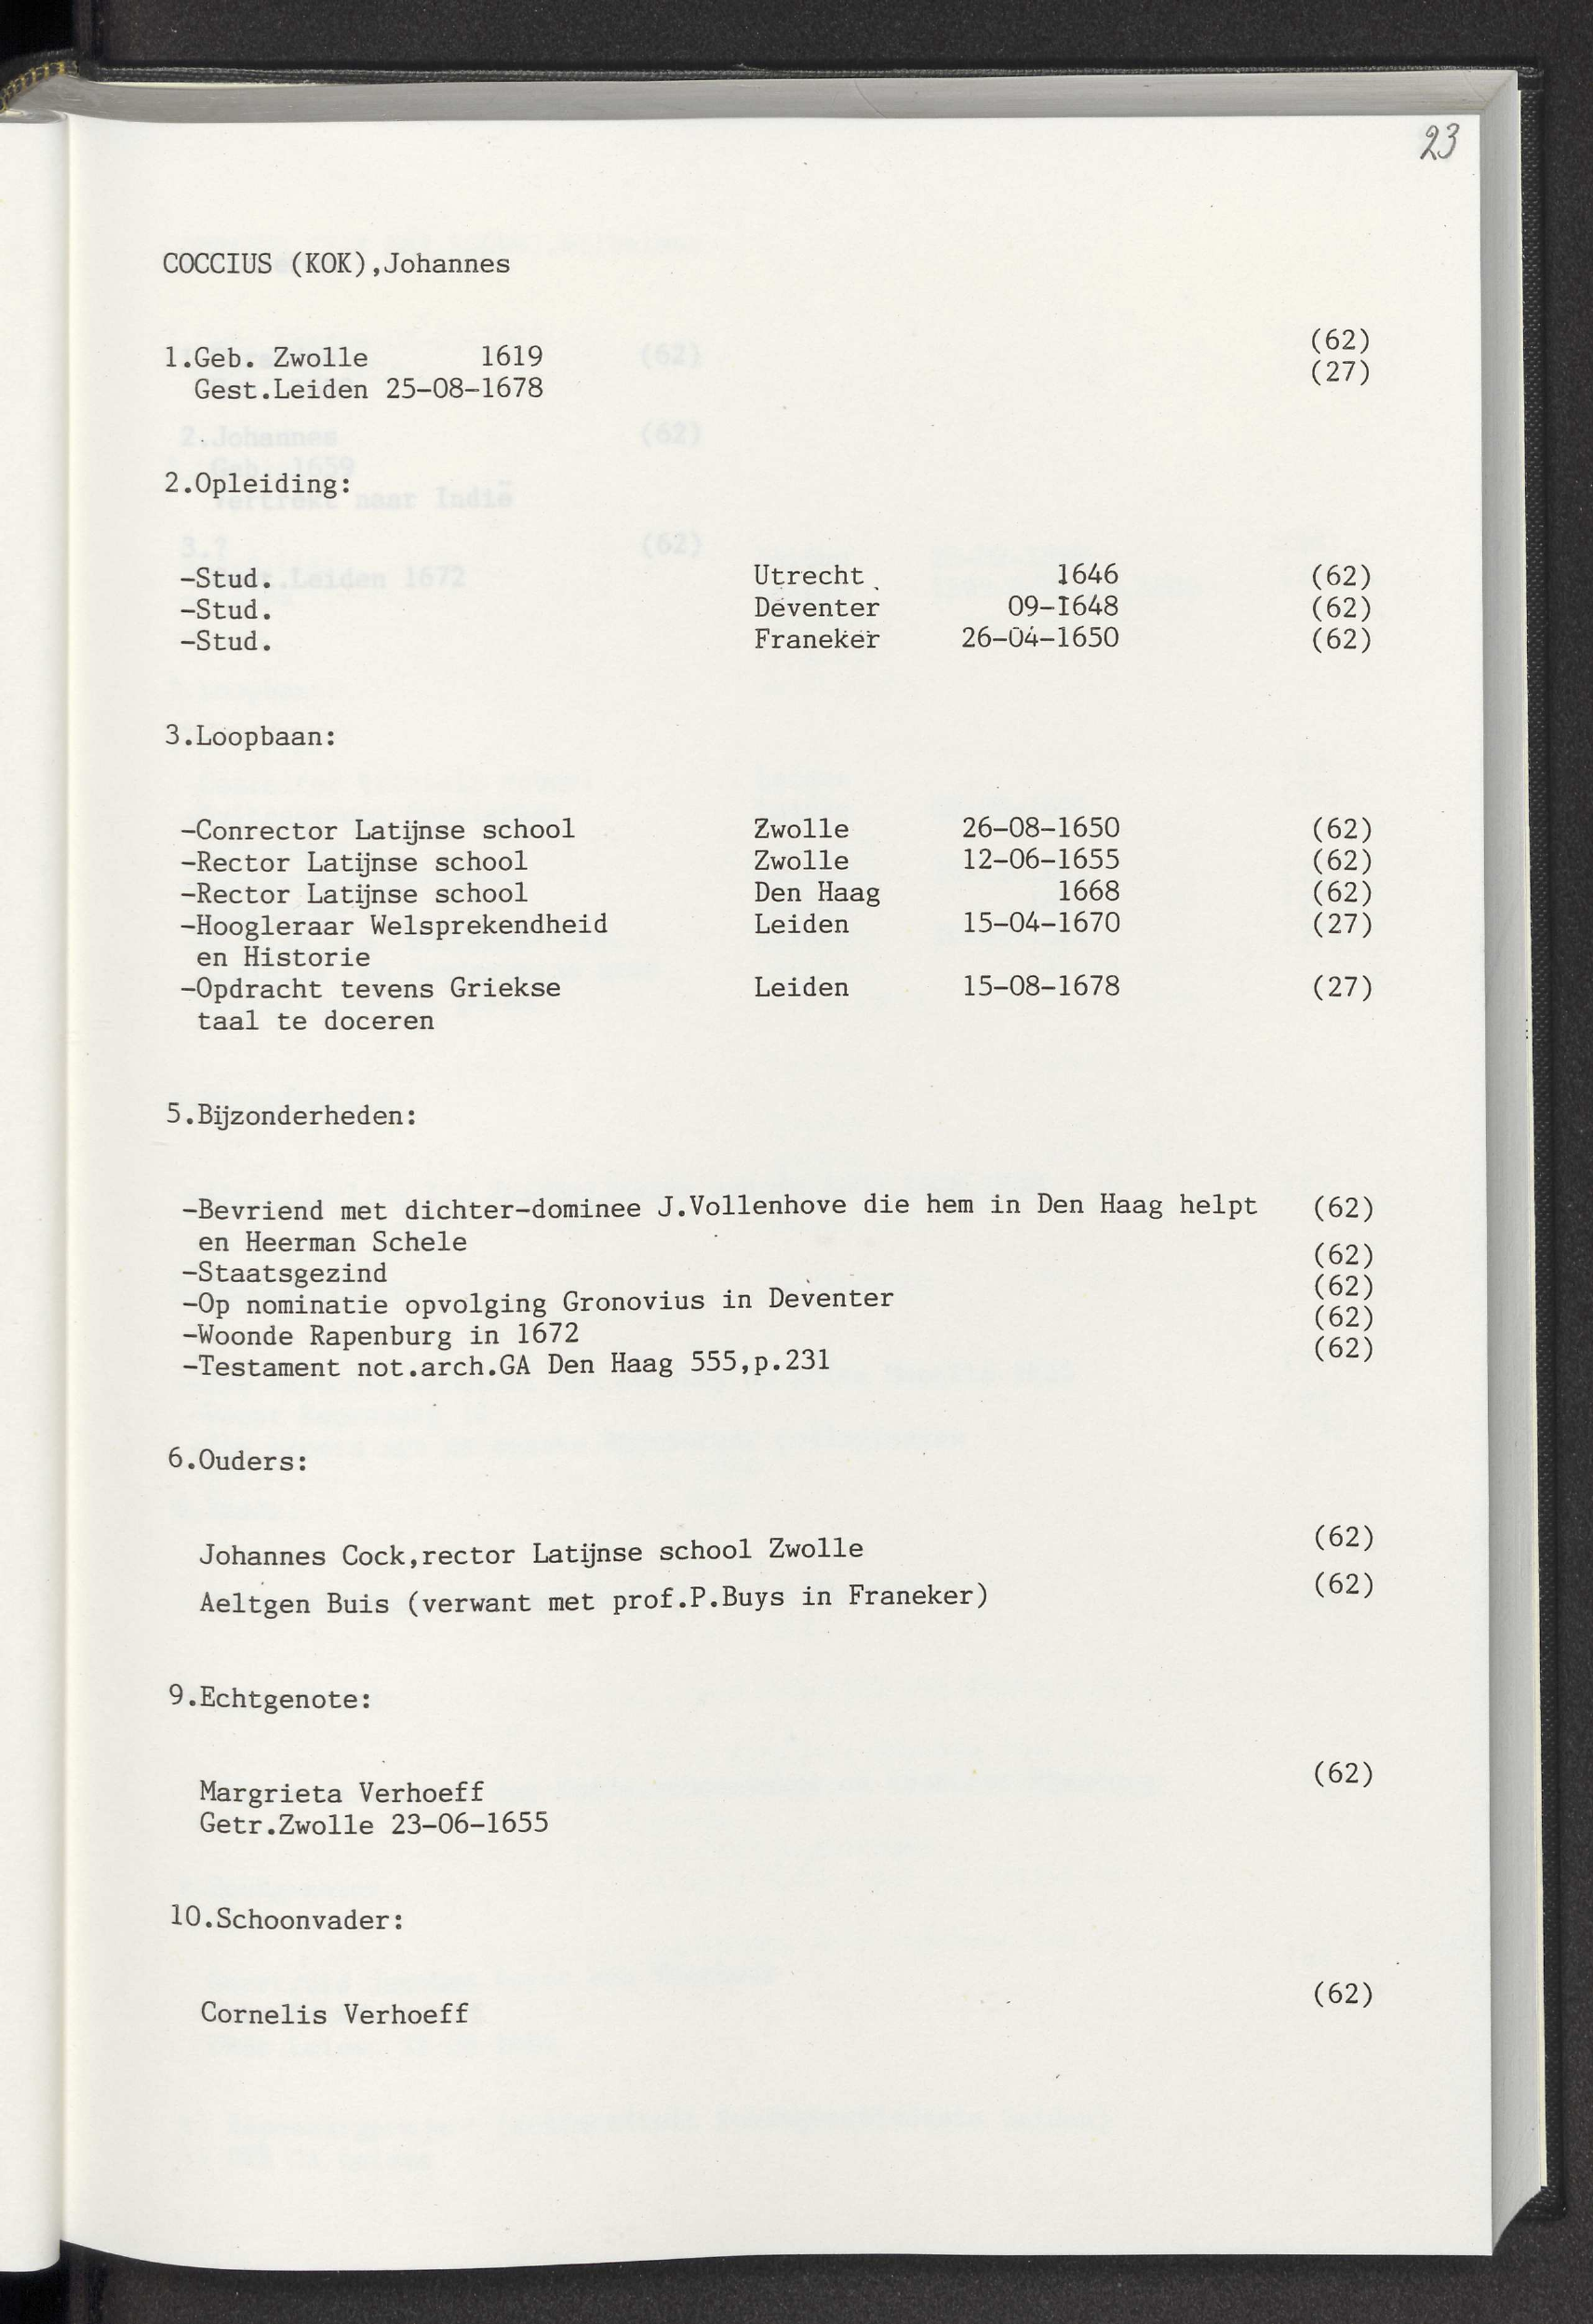 23
COCCIUS (KOK),Johannes
1.Geb. Zwolle 1619 (62)
Gest.Leiden 25-08-1678 (27)
2.Opleiding:
-Stud. Utrecht 1646 (62)
-Stud. Deventer 09-1648 (62)
-Stud. Franeker 26-04-1650 (62)
3.Loopbaan:
-Conrector Latijnse school Zwolle 26-08-1650 (62)
-Rector Latijnse school Zwolle 12-06-1655 (62)
-Rector Latijnse school Den Haag 1668 (62)
-Hoogleraar Welsprekendheid Leiden 15-04-1670 (27)
en Historie
-Opdracht tevens Griekse Leiden 15-08-1678 (27)
taal te doceren
5.Bijzonderheden:
-Bevriend met dichter-dominee J.Vollenhove die hem in Den Haag helpt (62)
en Heerman Schele
-Staatsgezind (62)
-Op nominatie opvolging Gronovius in Deventer (62)
-Woonde Rapenburg in 1672 (62)
-Testament not.arch.GA Den Haag 555,p.231 (62)
6.Ouders:
Johannes Cock,rector Latijnse school Zwolle (62)
Aeltgen Buis (verwant met prof.P.Buys in Franeker) (62)
9.Echtgenote:
Margrieta Verhoeff (62)
Getr.Zwolle 23-06-1655
10.Schoonvader:
Cornelis Verhoeff (62)